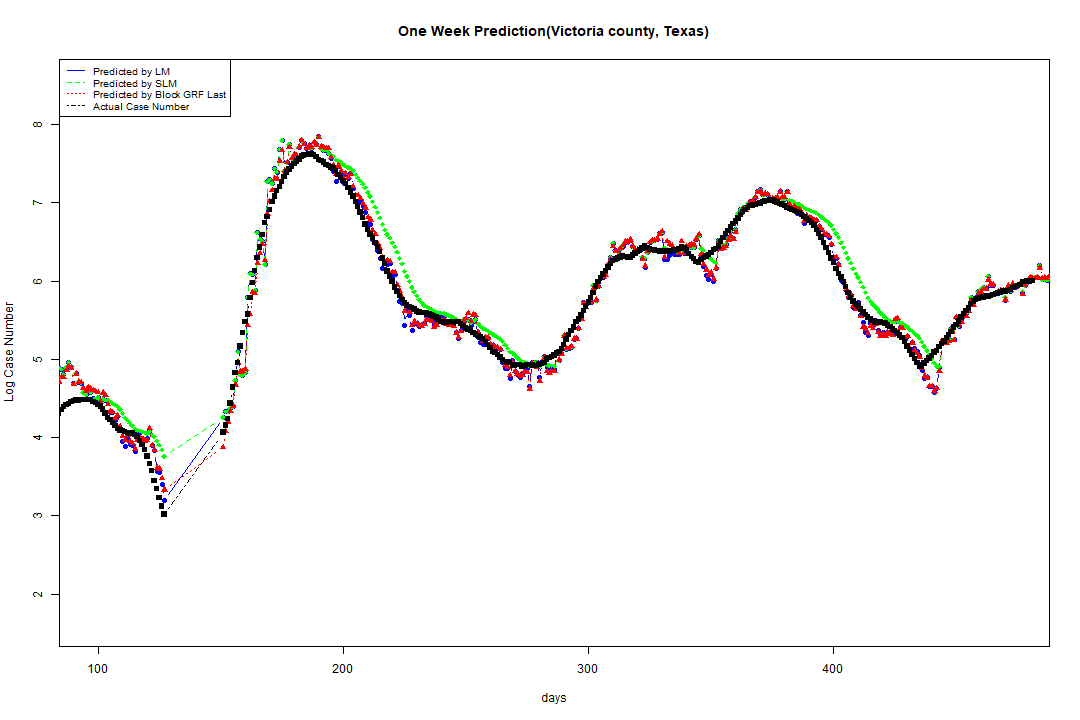 One Week Prediction(Victoria county, Texas)
Predicted by LM
Predicted by SLM
Predicted by Block GRF Last
Actual Case Number
8
7
6
5
4
3
2
Log Case Number
100 200 300 400
days